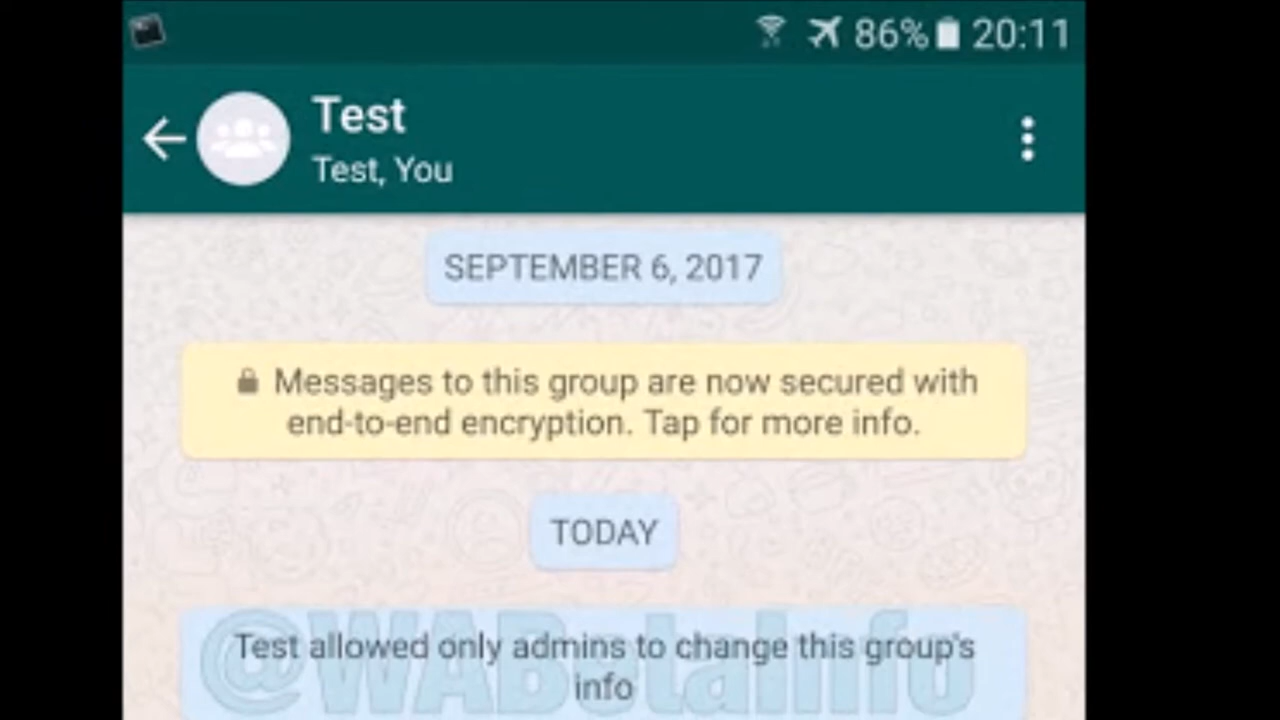 86% 20:11
Test
Test, You
SEPTEMBER 6, 2017
Messages to this group are now secured with
end-to-end encryption. Tap for more info.
TODAY
@WABetaInfo
Test allowed only admins to change this group's
info